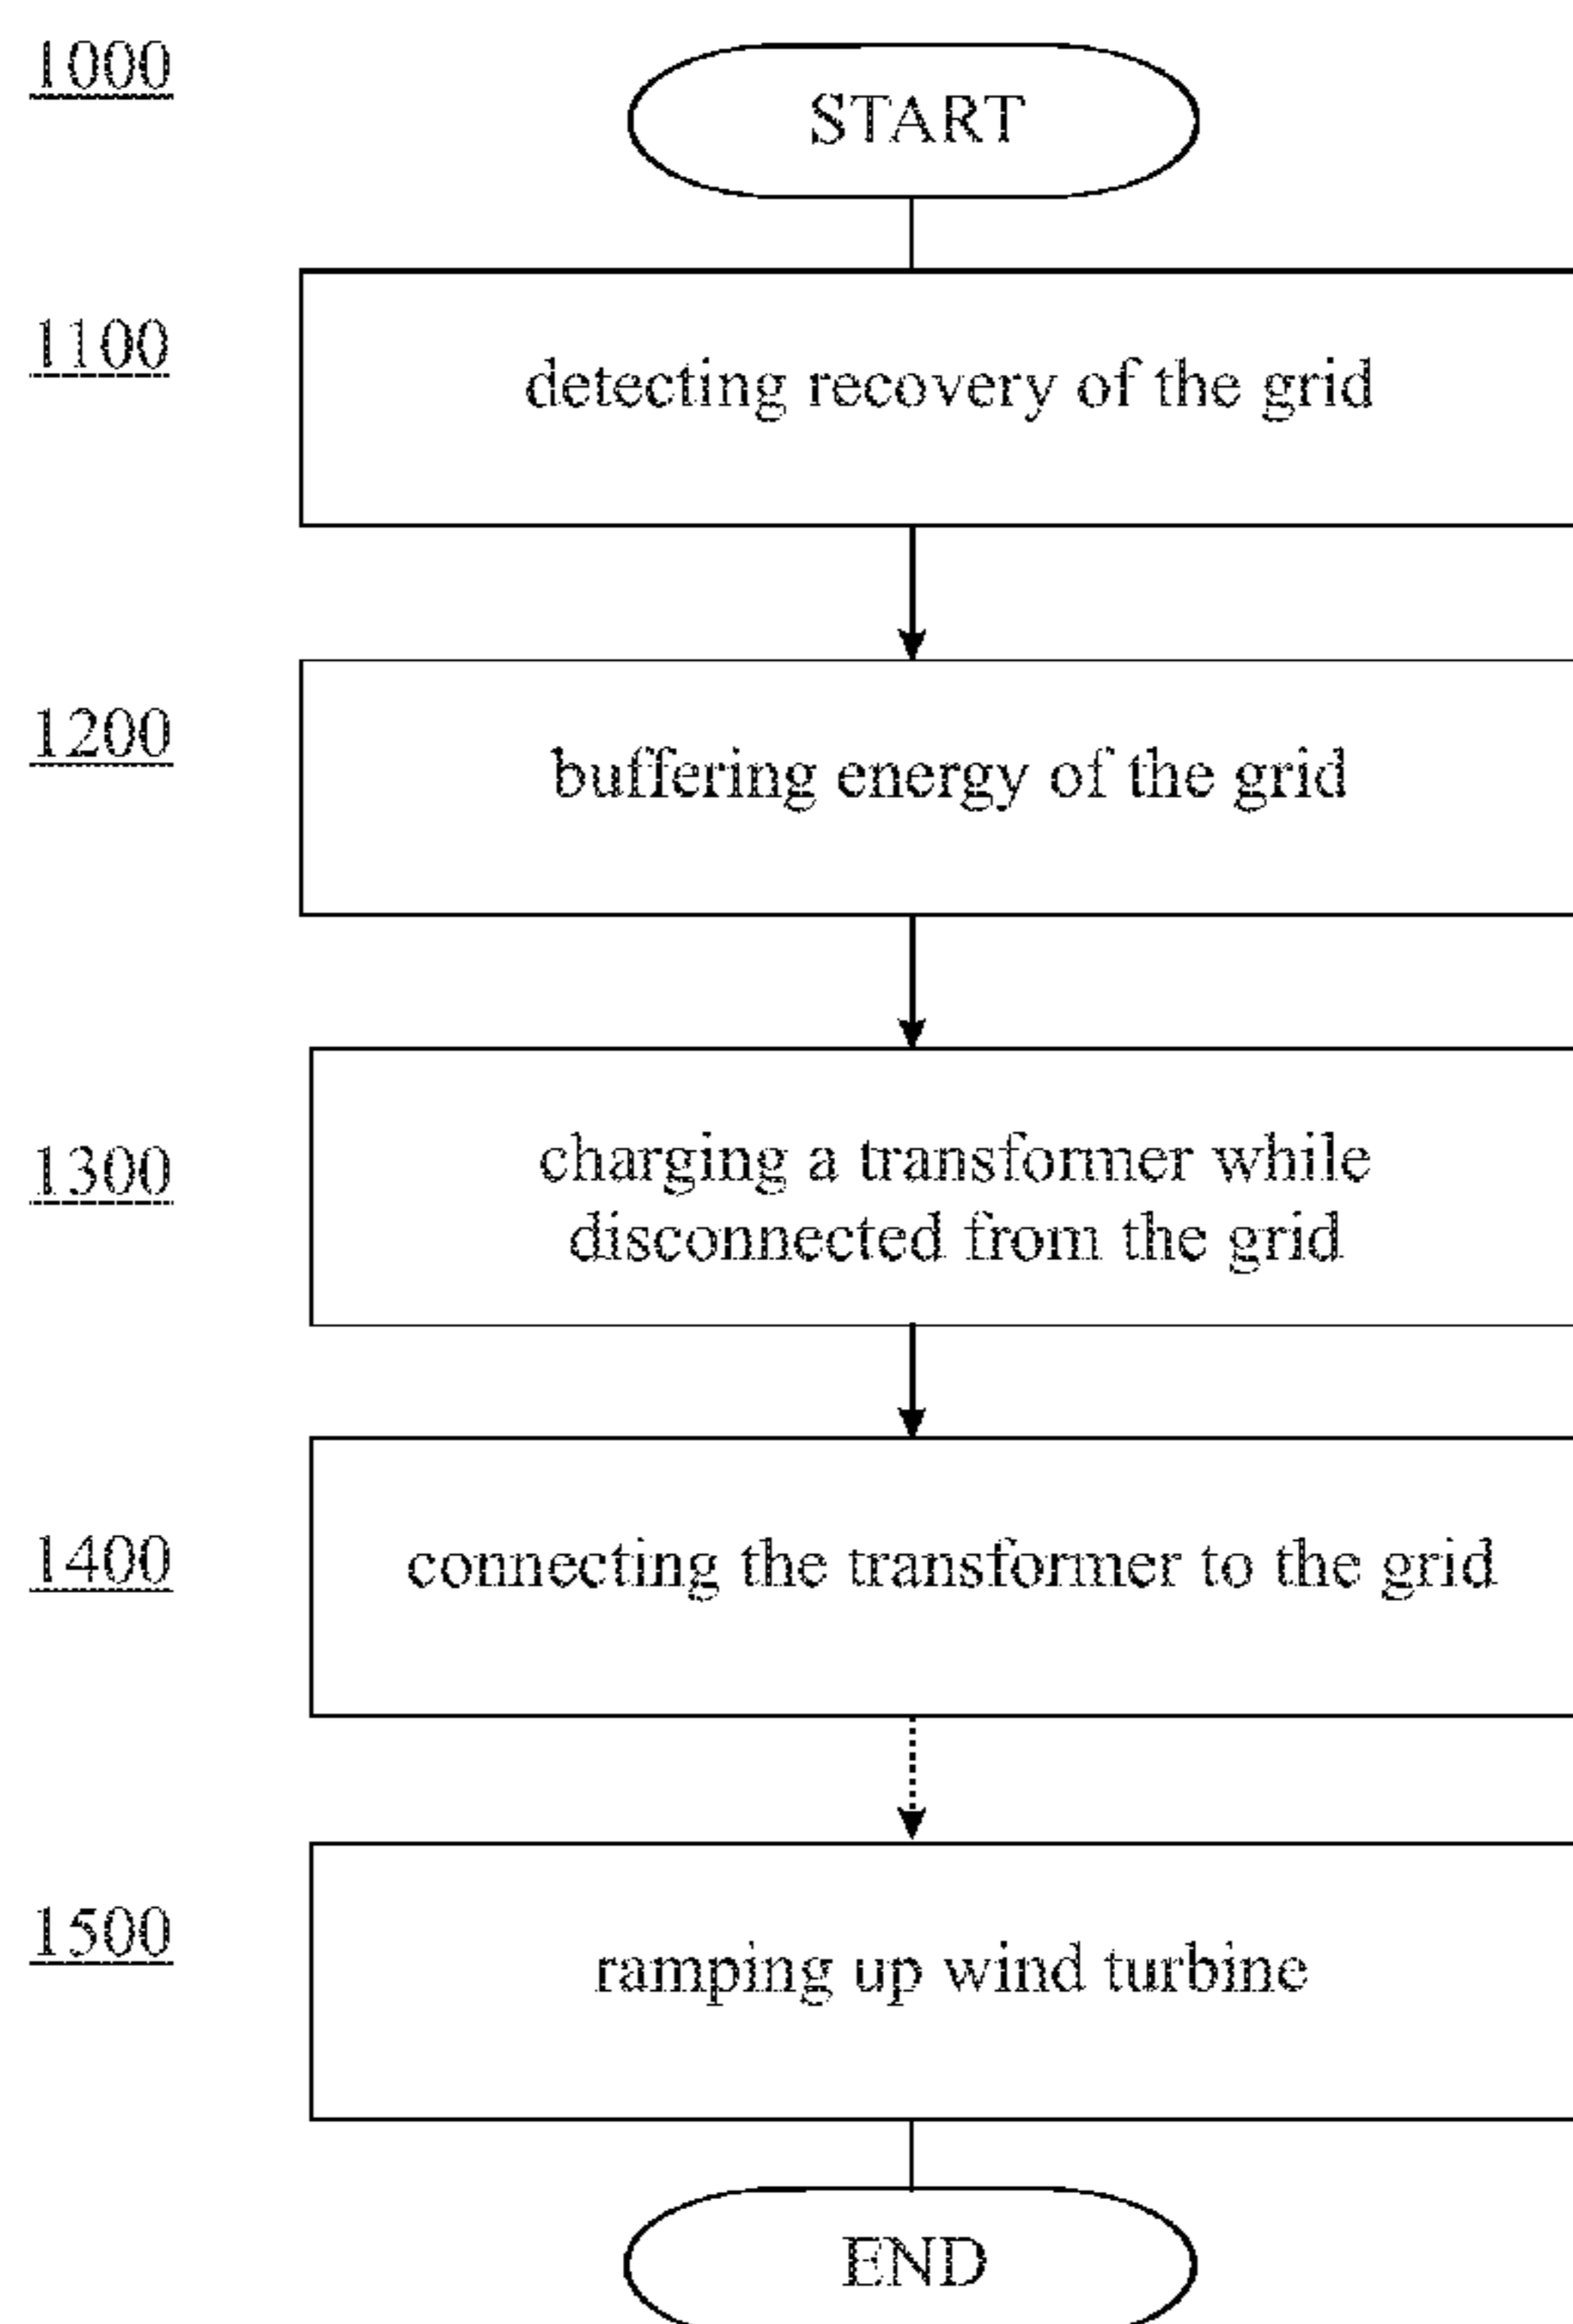 1000
START
1100
detecting recovery of the grid
1200
buffering energy of the grid
1300
charging a transformer while
disconnected from the grid
1400
connecting the transformer to the grid
1500
ramping up wind turbine
END